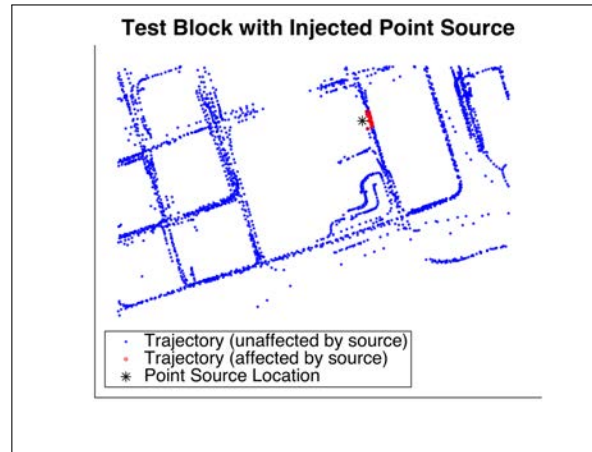 Test Block with Injected Point Source
Trajectory (unaffected by source)
Trajectory (affected by source)
Point Source Location